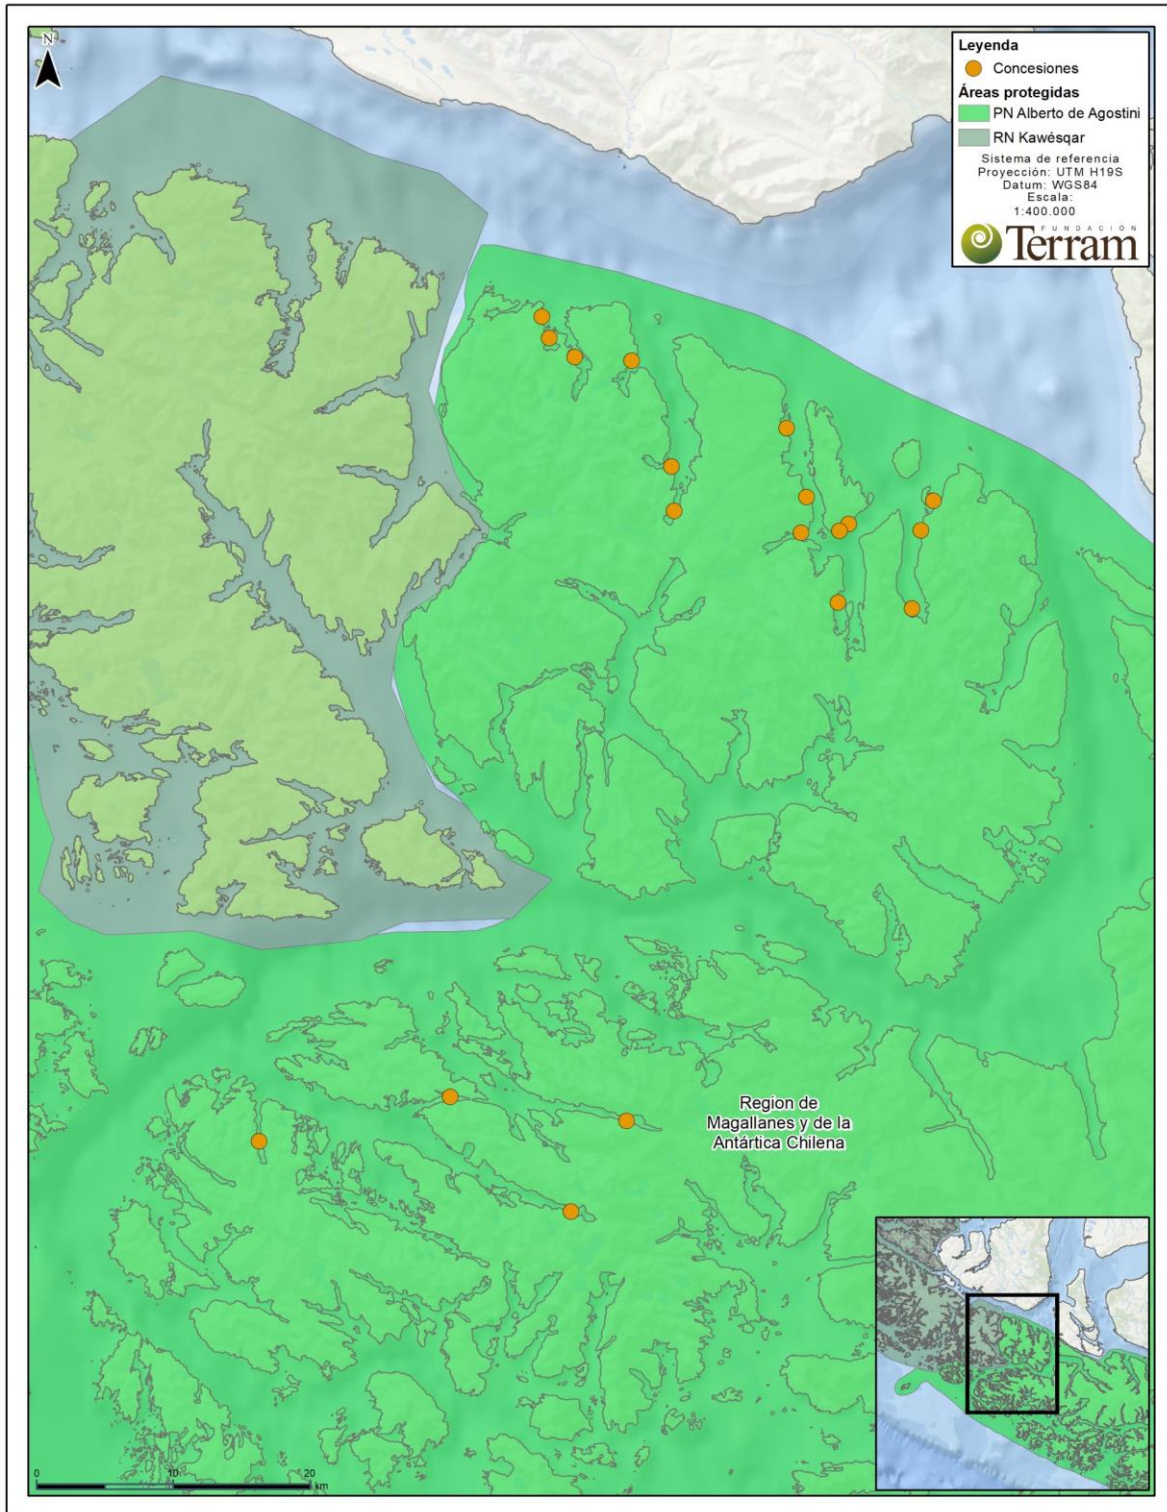 N
Leyenda
Concesiones
Áreas protegidas
PN Alberto de Agostini
RN Kawésqar
Sistema de referencia
Proyección: UTM H19S
Datum: WGS84
Escala:
1:400.000
FUNDACIÓN
Terram
Region de
Magallanes y de la
Antártica Chilena
0 10 20
km